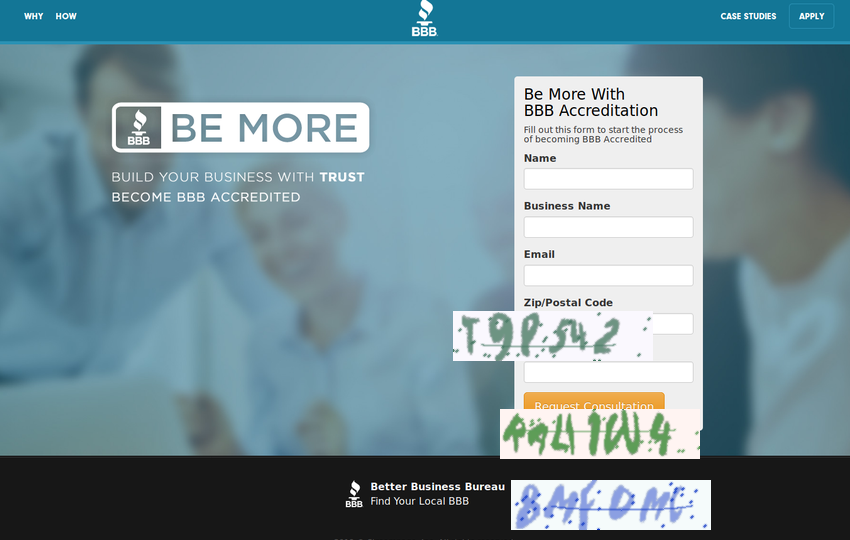 WHY HOW
BBB
CASE STUDIES APPLY
BBB
BE MORE
BUILD YOUR BUSINESS WITH TRUST
BECOME BBB ACCREDITED
Be More With
BBB Accreditation
Fill out this form to start the process
of becoming BBB Accredited
Name
Business Name
Email
Zip/Postal Code
T9P542
Request Consultation
BBB
Better Business Bureau
Find Your Local BBB